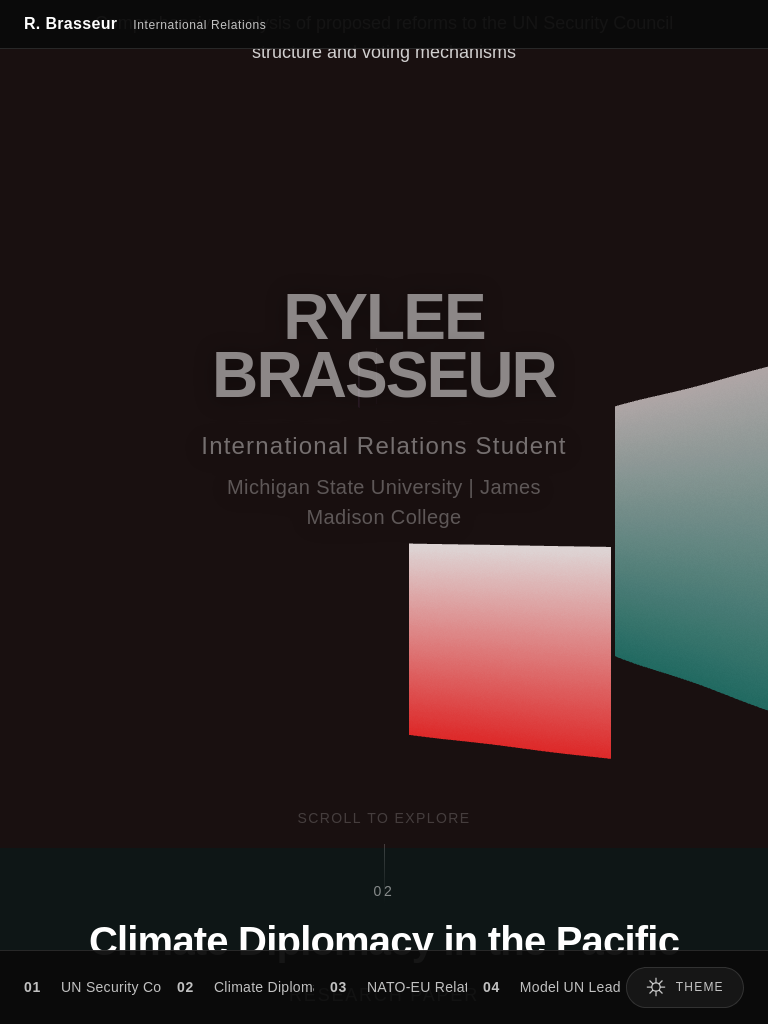 R. Brasseur International Relations
sis of proposed reforms to the UN Security Council
structure and voting mechanisms
RYLEE
BRASSEUR
International Relations Student
Michigan State University | James
Madison College
SCROLL TO EXPLORE
02
Climate Diplomacy in the Pacific
RESEARCH PAPER
01 UN Security Co 02 Climate Diplom 03 NATO-EU Relat 04 Model UN Lead THEME